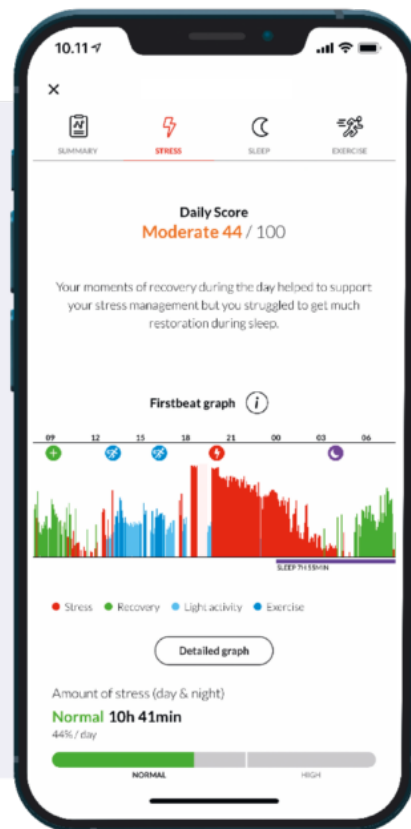 10.11
SUMMARY
STRESS
SLEEP
EXERCISE
Daily Score
Moderate 44 / 100
Your moments of recovery during the day helped to support
your stress management but you struggled to get much
restoration during sleep.
Firstbeat graph i
09 12 15 18 21 00 03 06
SLEEP 7H 55MIN
Stress Recovery Light activity Exercise
Detailed graph
Amount of stress (day & night)
Normal 10h 41min
44% / day
NORMAL HIGH